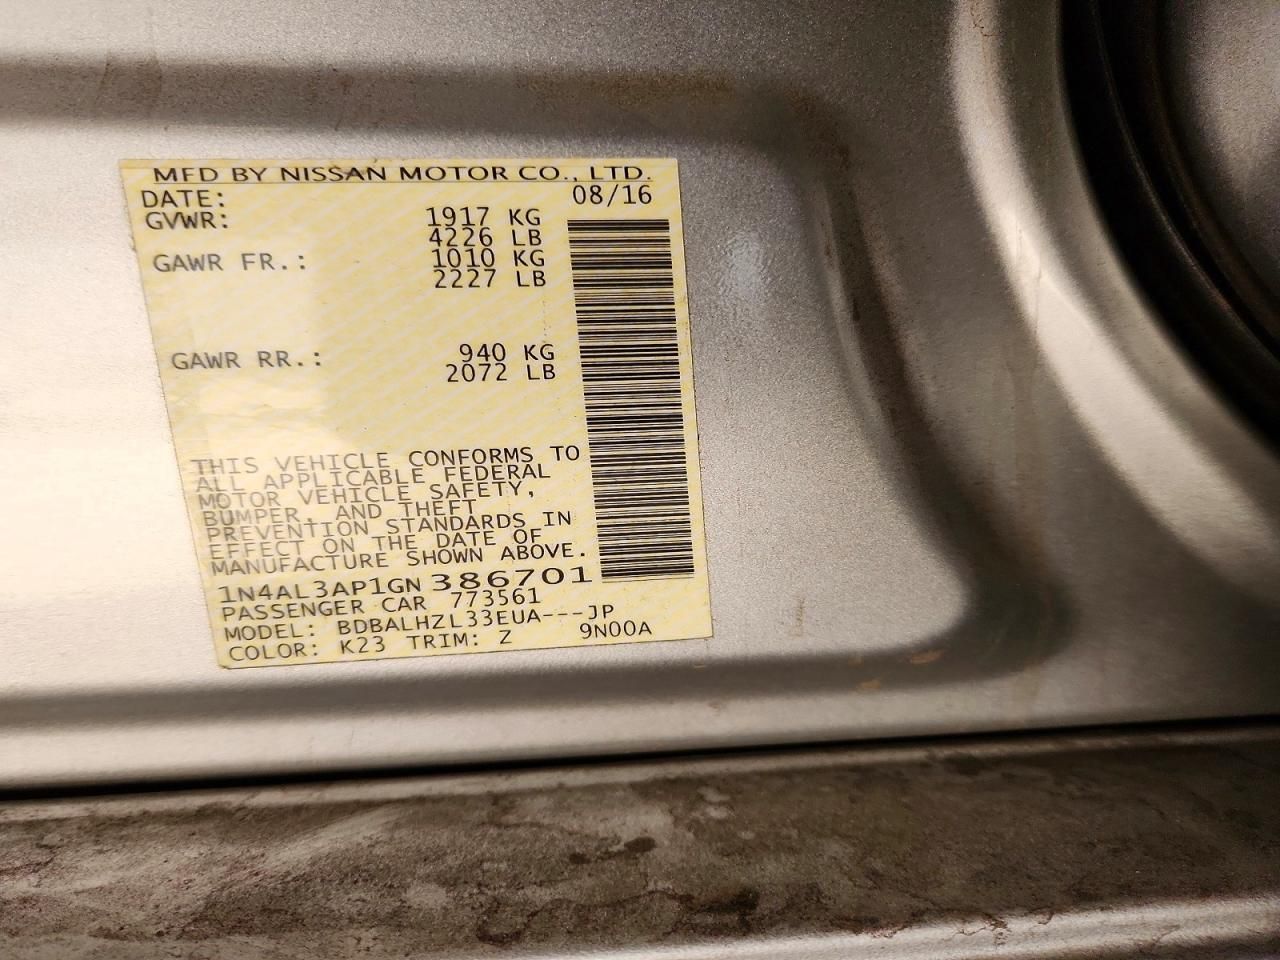 MFD BY NISSAN MOTOR CO., LTD.
DATE: 08/16
GVWR: 1917 KG
4226 LB
GAWR FR.: 1010 KG
2227 LB
GAWR RR.: 940 KG
2072 LB
THIS VEHICLE CONFORMS TO
ALL APPLICABLE FEDERAL
MOTOR VEHICLE SAFETY,
BUMPER, AND THEFT
PREVENTION STANDARDS IN
EFFECT ON THE DATE OF
MANUFACTURE SHOWN ABOVE.
1N4AL3AP1GN386701
PASSENGER CAR 773561
MODEL: BDBALHZL33EUA---JP
COLOR: K23 TRIM: Z 9N00A